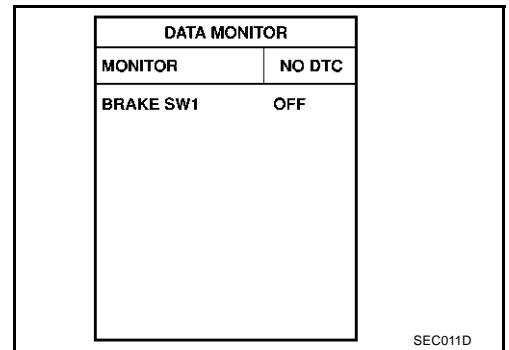 DATA MONITOR
MONITOR NO DTC
BRAKE SW1 OFF
SEC011D